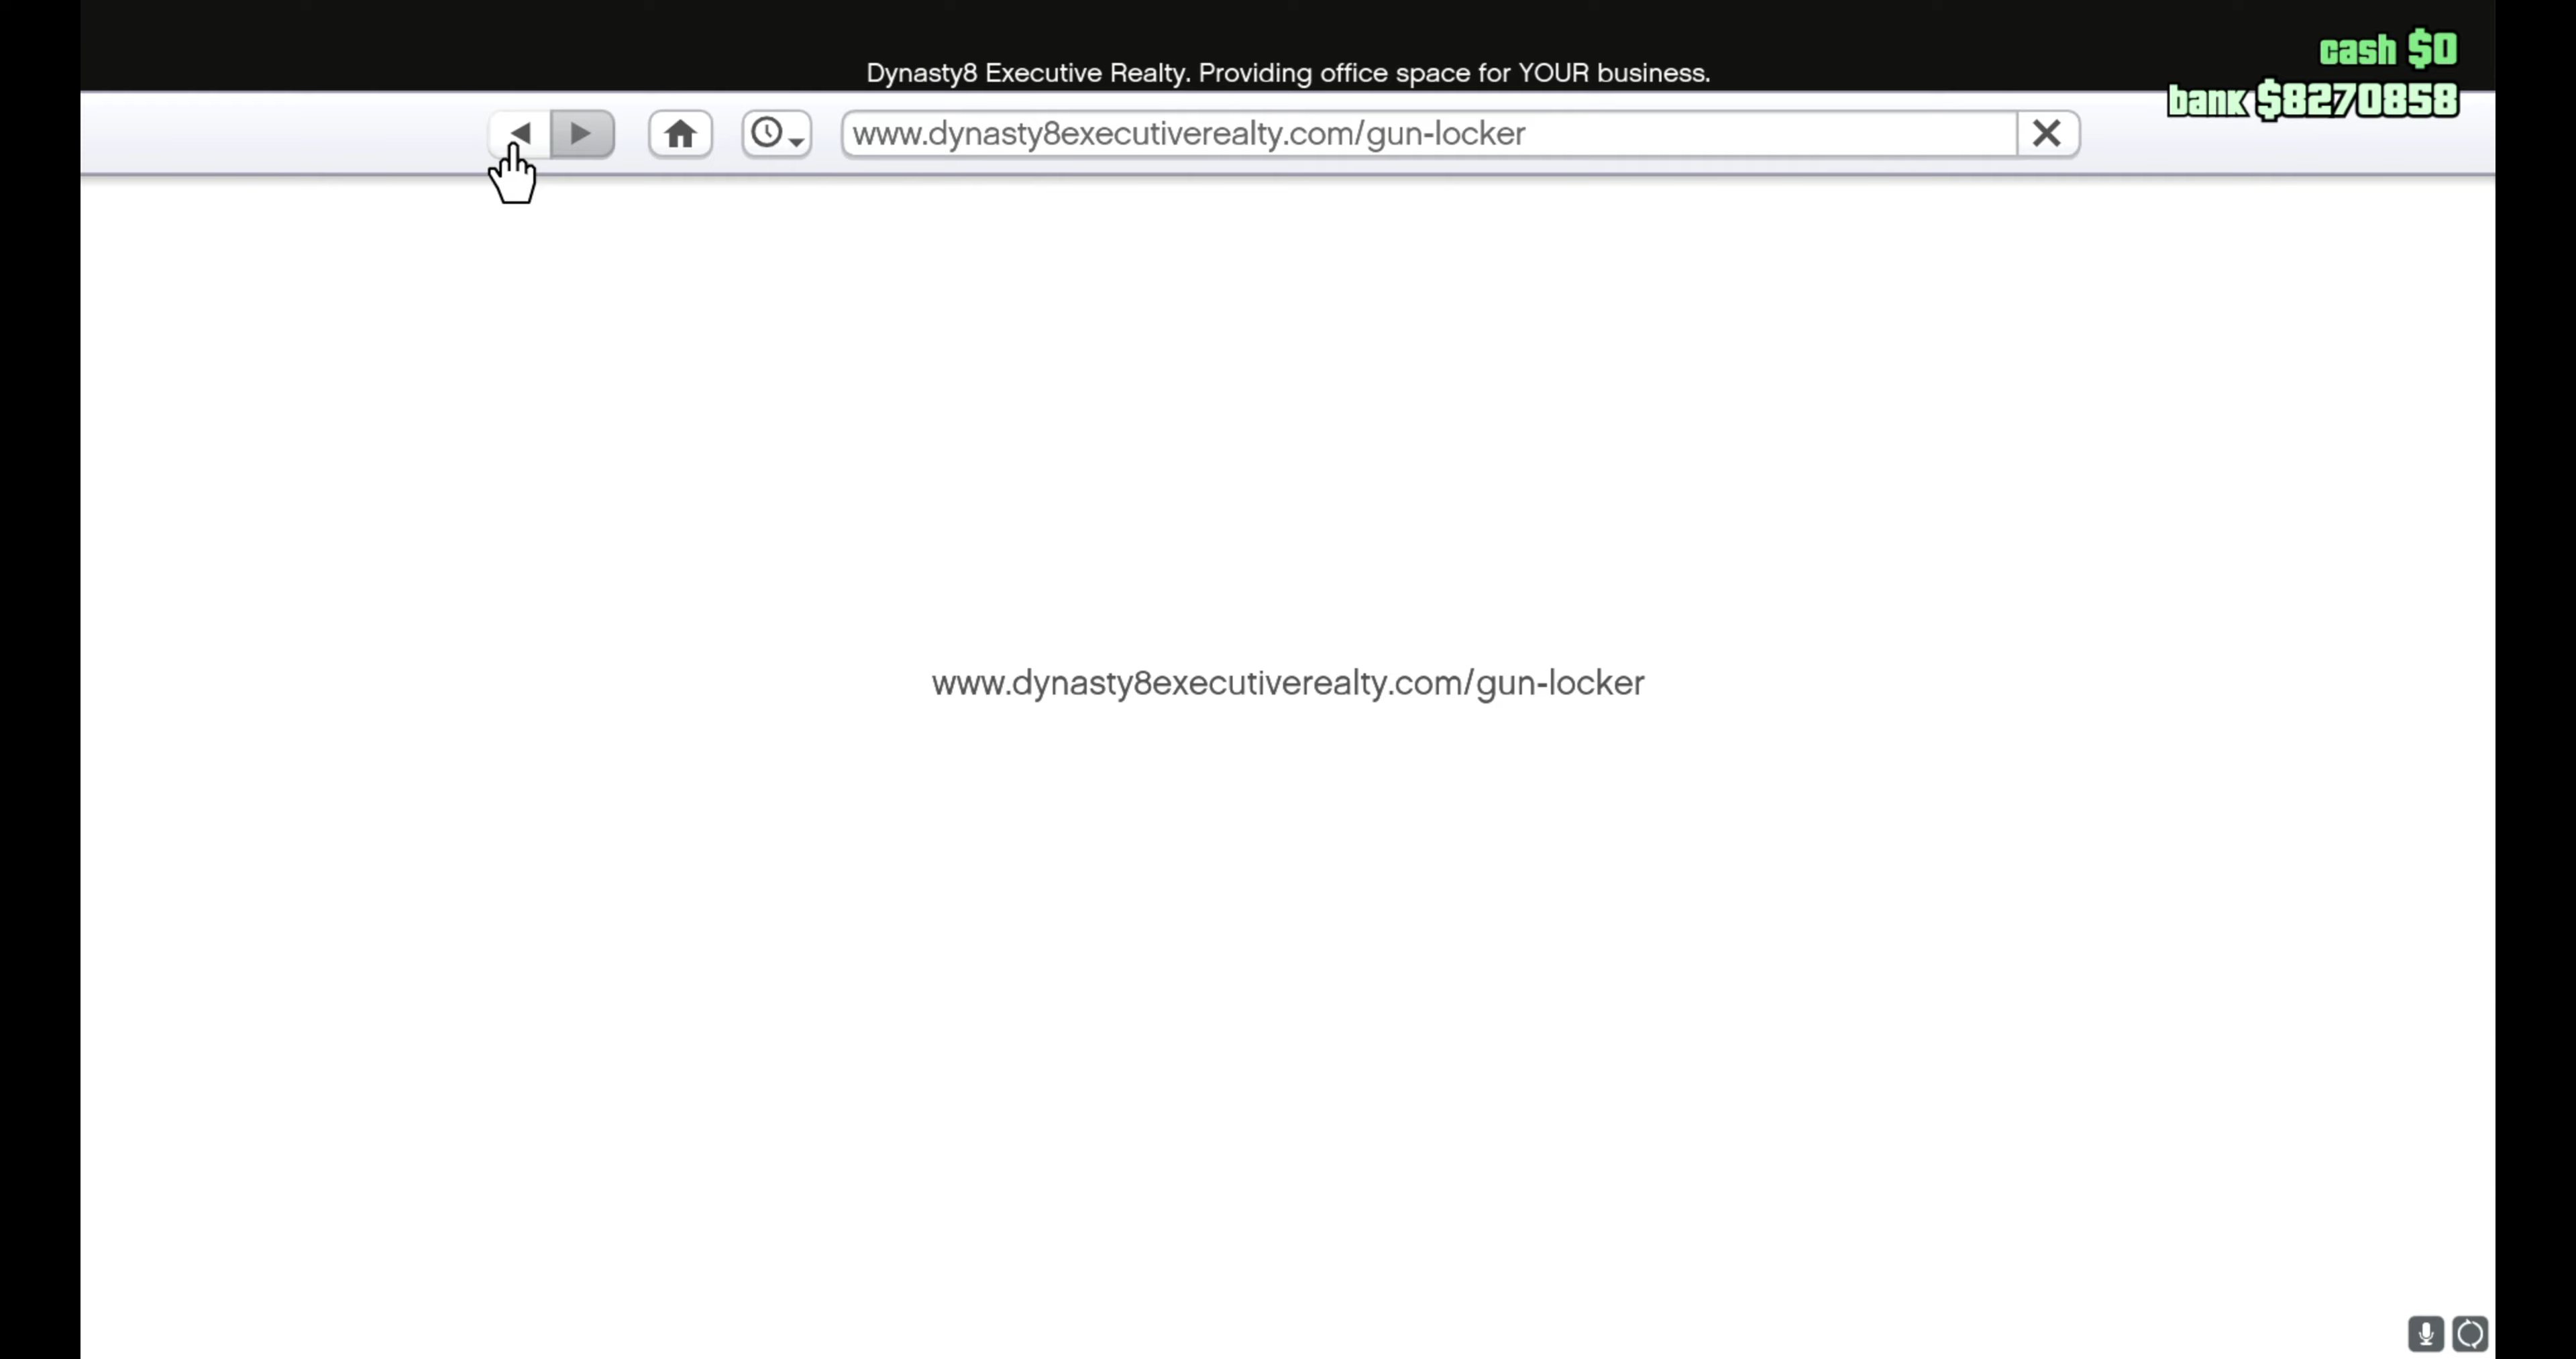 cash $0
Dynasty8 Executive Realty. Providing office space for YOUR business.
bank $8270858
www.dynasty8executiverealty.com/gun-locker
www.dynasty8executiverealty.com/gun-locker